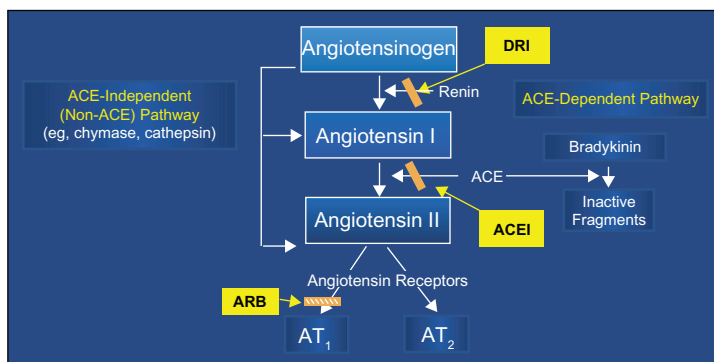 Angiotensinogen
DRI
Renin
ACE-Independent
(Non-ACE) Pathway
(eg, chymase, cathepsin)
ACE-Dependent Pathway
Angiotensin I
Bradykinin
ACE
Inactive
Fragments
Angiotensin II
ACEI
Angiotensin Receptors
ARB
AT1
AT2